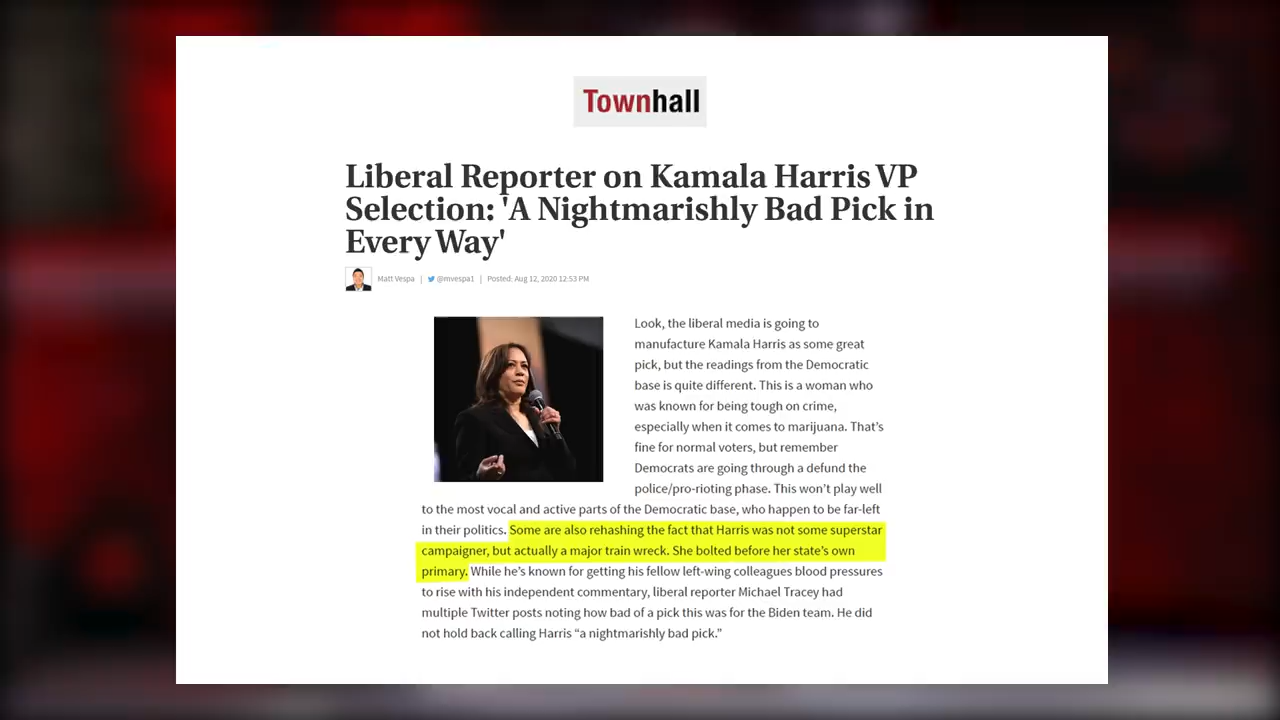 Townhall
Liberal Reporter on Kamala Harris VP
Selection: 'A Nightmarishly Bad Pick in
Every Way'
Matt Vespa | @mvespa1 | Posted: Aug 12, 2020 12:53 PM
Look, the liberal media is going to
manufacture Kamala Harris as some great
pick, but the readings from the Democratic
base is quite different. This is a woman who
was known for being tough on crime,
especially when it comes to marijuana. That’s
fine for normal voters, but remember
Democrats are going through a defund the
police/pro-rioting phase. This won’t play well
to the most vocal and active parts of the Democratic base, who happen to be far-left
in their politics. Some are also rehashing the fact that Harris was not some superstar
campaigner, but actually a major train wreck. She bolted before her state’s own
primary. While he’s known for getting his fellow left-wing colleagues blood pressures
to rise with his independent commentary, liberal reporter Michael Tracey had
multiple Twitter posts noting how bad of a pick this was for the Biden team. He did
not hold back calling Harris “a nightmarishly bad pick.”